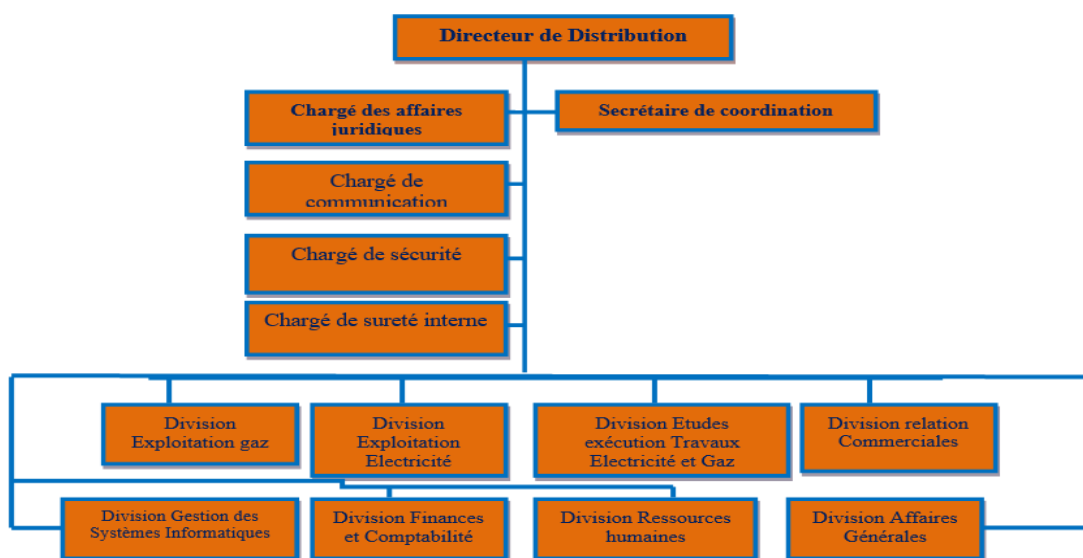 Directeur de Distribution
Chargé des affaires
juridiques
Secrétaire de coordination
Chargé de
communication
Chargé de sécurité
Chargé de sureté interne
Division
Exploitation gaz
Division
Exploitation
Electricité
Division Etudes
exécution Travaux
Electricité et Gaz
Division relation
Commerciales
Division Gestion des
Systèmes Informatiques
Division Finances
et Comptabilité
Division Ressources
humaines
Division Affaires
Générales